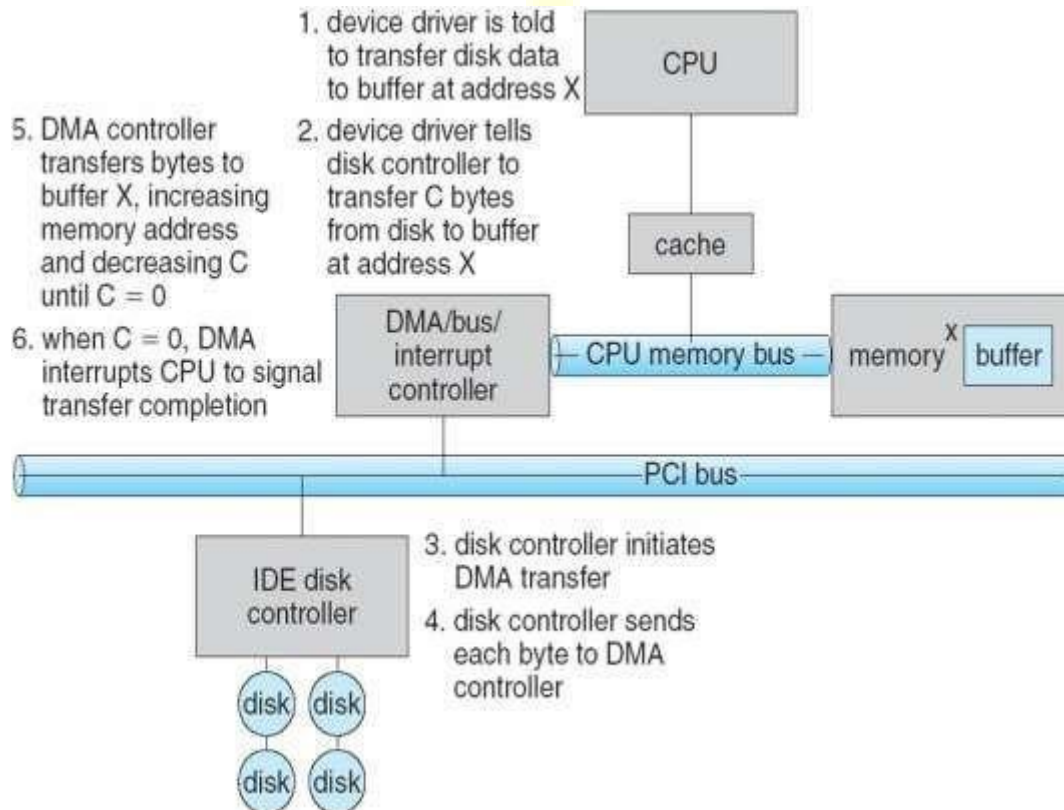 1. device driver is told
to transfer disk data
to buffer at address X
CPU
5. DMA controller
transfers bytes to
buffer X, increasing
memory address
and decreasing C
until C = 0
2. device driver tells
disk controller to
transfer C bytes
from disk to buffer
at address X
cache
6. when C = 0, DMA
interrupts CPU to signal
transfer completion
DMA/bus/
interrupt
controller
CPU memory bus
memory
X
buffer
PCI bus
IDE disk
controller
3. disk controller initiates
DMA transfer
4. disk controller sends
each byte to DMA
controller
disk
disk
disk
disk